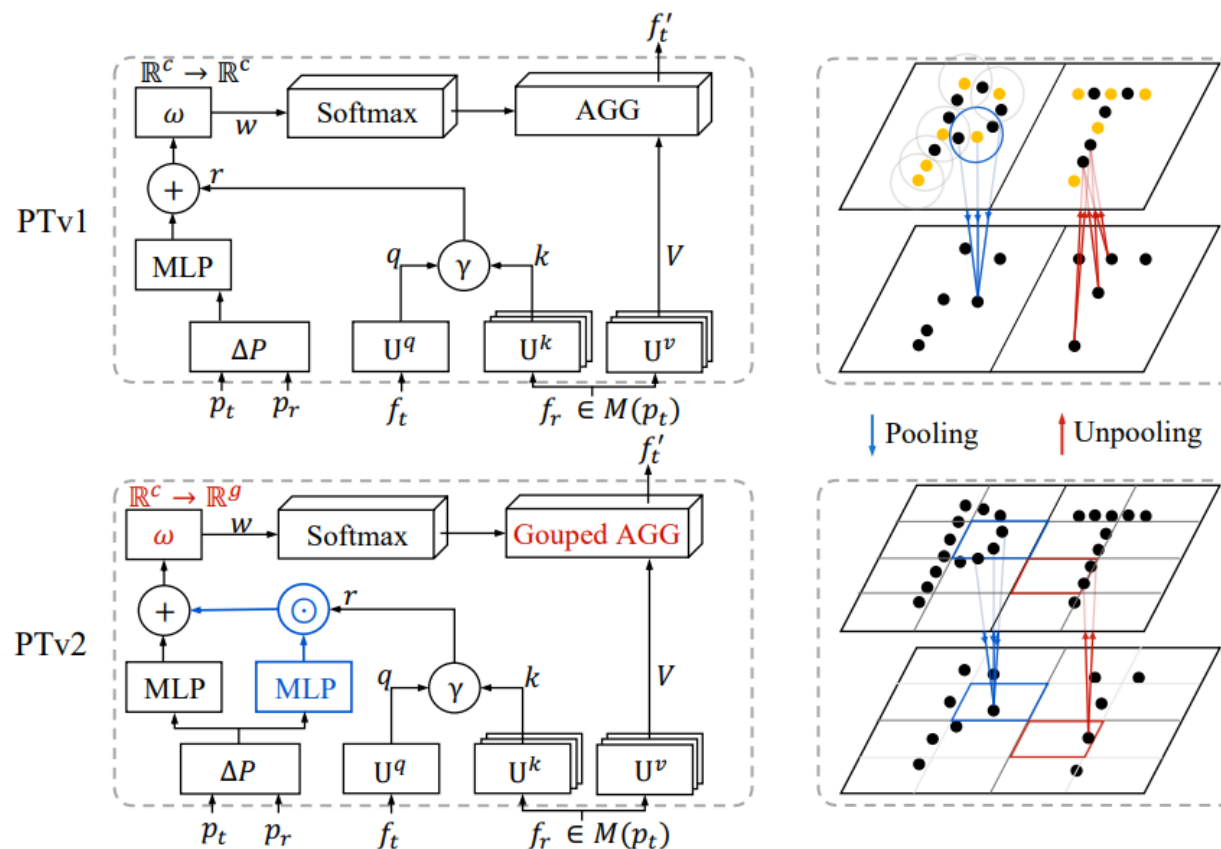 f_t′
ℝ^c → ℝ^c
ω
w
Softmax
AGG
+
r
PTv1
MLP
q
γ
k
V
ΔP
U^q
U^k
U^v
p_t
p_r
f_t
f_r ∈ M(p_t)
Pooling
Unpooling
f_t′
ℝ^c → ℝ^g
ω
w
Softmax
Gouped AGG
+
⊙
r
PTv2
MLP
MLP
q
γ
k
V
ΔP
U^q
U^k
U^v
p_t
p_r
f_t
f_r ∈ M(p_t)